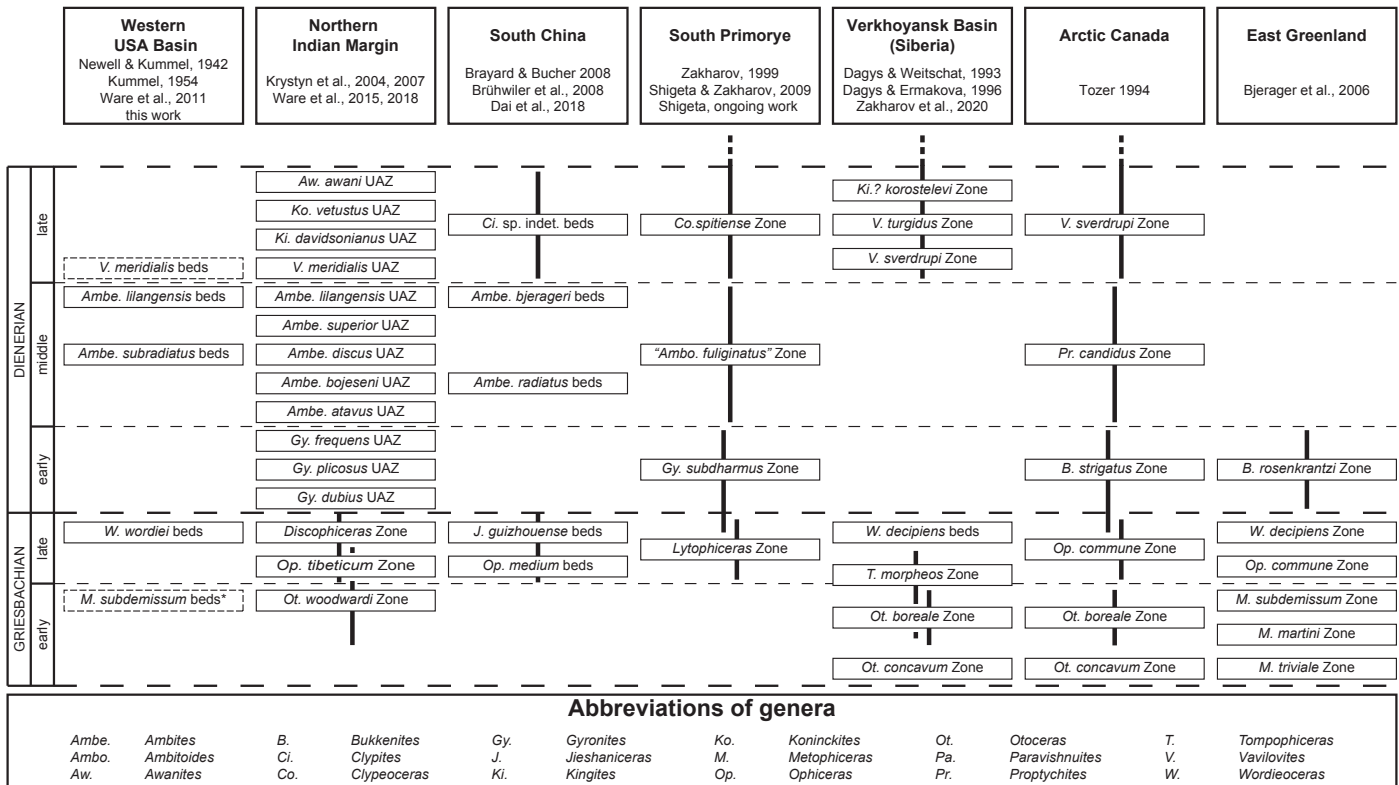 Western
USA Basin
Newell & Kummel, 1942
Kummel, 1954
Ware et al., 2011
this work
Northern
Indian Margin
Krystyn et al., 2004, 2007
Ware et al., 2015, 2018
South China
Brayard & Bucher 2008
Brühwiler et al., 2008
Dai et al., 2018
South Primorye
Zakharov, 1999
Shigeta & Zakharov, 2009
Shigeta, ongoing work
Verkhoyansk Basin
(Siberia)
Dagys & Weitschat, 1993
Dagys & Ermakova, 1996
Zakharov et al., 2020
Arctic Canada
Tozer 1994
East Greenland
Bjerager et al., 2006
DIENERIAN
late
middle
early
GRIESBACHIAN
late
early
V. meridialis beds
Ambe. lilangensis beds
Ambe. subradiatus beds
W. wordiei beds
M. subdemissum beds*
Aw. awani UAZ
Ko. vetustus UAZ
Ki. davidsonianus UAZ
V. meridialis UAZ
Ambe. lilangensis UAZ
Ambe. superior UAZ
Ambe. discus UAZ
Ambe. bojeseni UAZ
Ambe. atavus UAZ
Gy. frequens UAZ
Gy. plicosus UAZ
Gy. dubius UAZ
Discophiceras Zone
Op. tibeticum Zone
Ot. woodwardi Zone
Ci. sp. indet. beds
Ambe. bjerageri beds
Ambe. radiatus beds
J. guizhouense beds
Op. medium beds
Co.spitiense Zone
“Ambo. fuliginatus” Zone
Gy. subdharmus Zone
Lytophiceras Zone
Ki.? korostelevi Zone
V. turgidus Zone
V. sverdrupi Zone
W. decipiens beds
T. morpheos Zone
Ot. boreale Zone
Ot. concavum Zone
V. sverdrupi Zone
Pr. candidus Zone
B. strigatus Zone
Op. commune Zone
Ot. boreale Zone
Ot. concavum Zone
B. rosenkrantzi Zone
W. decipiens Zone
Op. commune Zone
M. subdemissum Zone
M. martini Zone
M. triviale Zone
Abbreviations of genera
Ambe. Ambites B. Bukkenites Gy. Gyronites Ko. Koninckites Ot. Otoceras T. Tompophiceras
Ambo. Ambitoides Ci. Clypites J. Jieshaniceras M. Metophiceras Pa. Paravishnuites V. Vavilovites
Aw. Awanites Co. Clypeoceras Ki. Kingites Op. Ophiceras Pr. Proptychites W. Wordieoceras